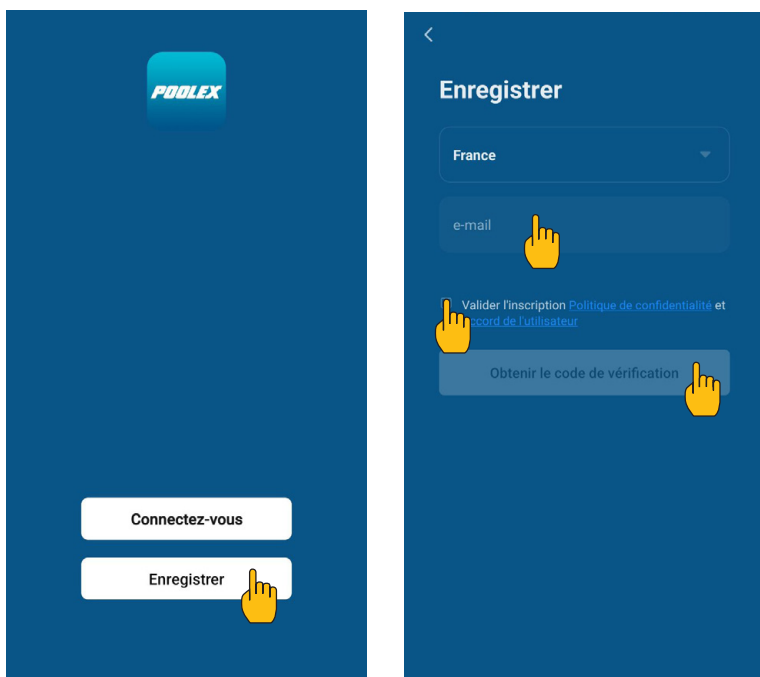 POOLEX
Connectez-vous
Enregistrer
Enregistrer
France
e-mail
Valider l'inscription Politique de confidentialité et
ccord de l'utilisateur
Obtenir le code de vérification